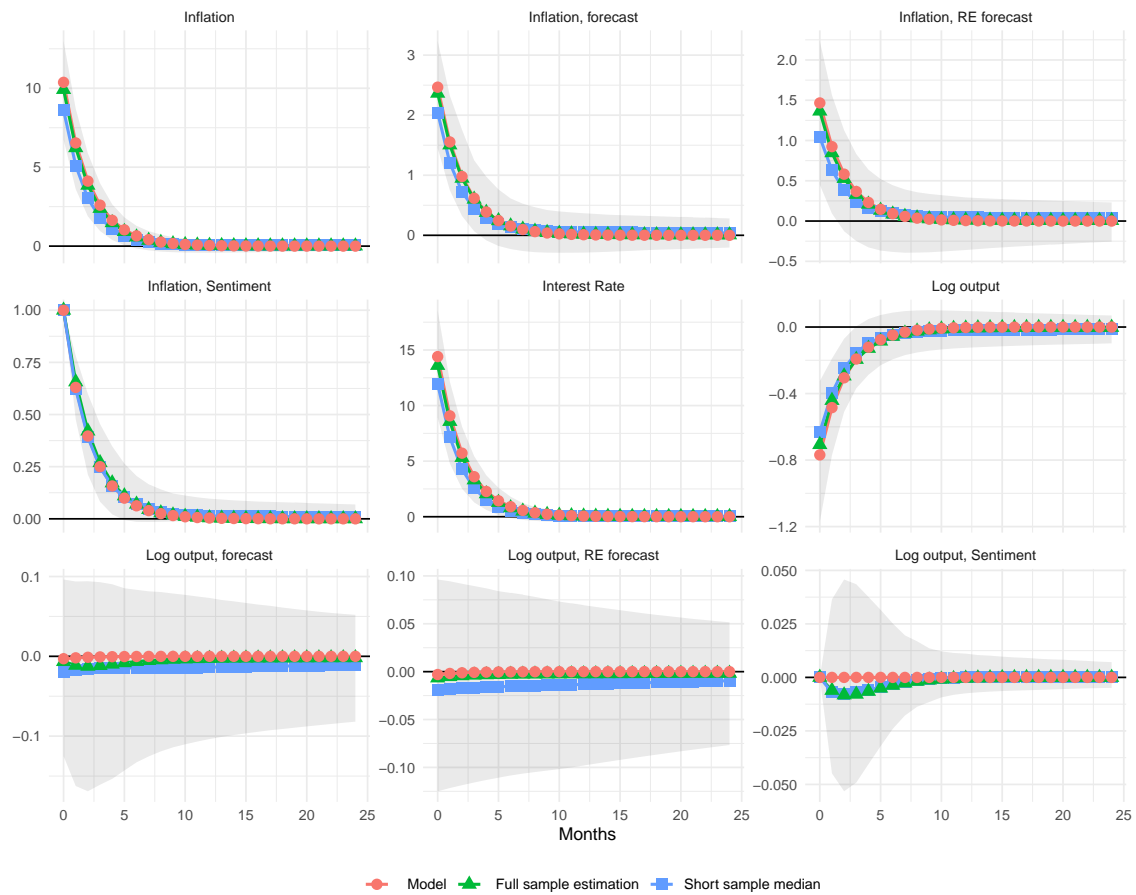 Inflation
Inflation, forecast
Inflation, RE forecast
10
5
0
3
2
1
0
2.0
1.5
1.0
0.5
0.0
−0.5
Inflation, Sentiment
Interest Rate
Log output
1.00
0.75
0.50
0.25
0.00
15
10
5
0
0.0
−0.4
−0.8
−1.2
Log output, forecast
Log output, RE forecast
Log output, Sentiment
0.1
0.0
−0.1
0.10
0.05
0.00
−0.05
−0.10
0.050
0.025
0.000
−0.025
−0.050
0 5 10 15 20 25
0 5 10 15 20 25
0 5 10 15 20 25
Months
Model Full sample estimation Short sample median